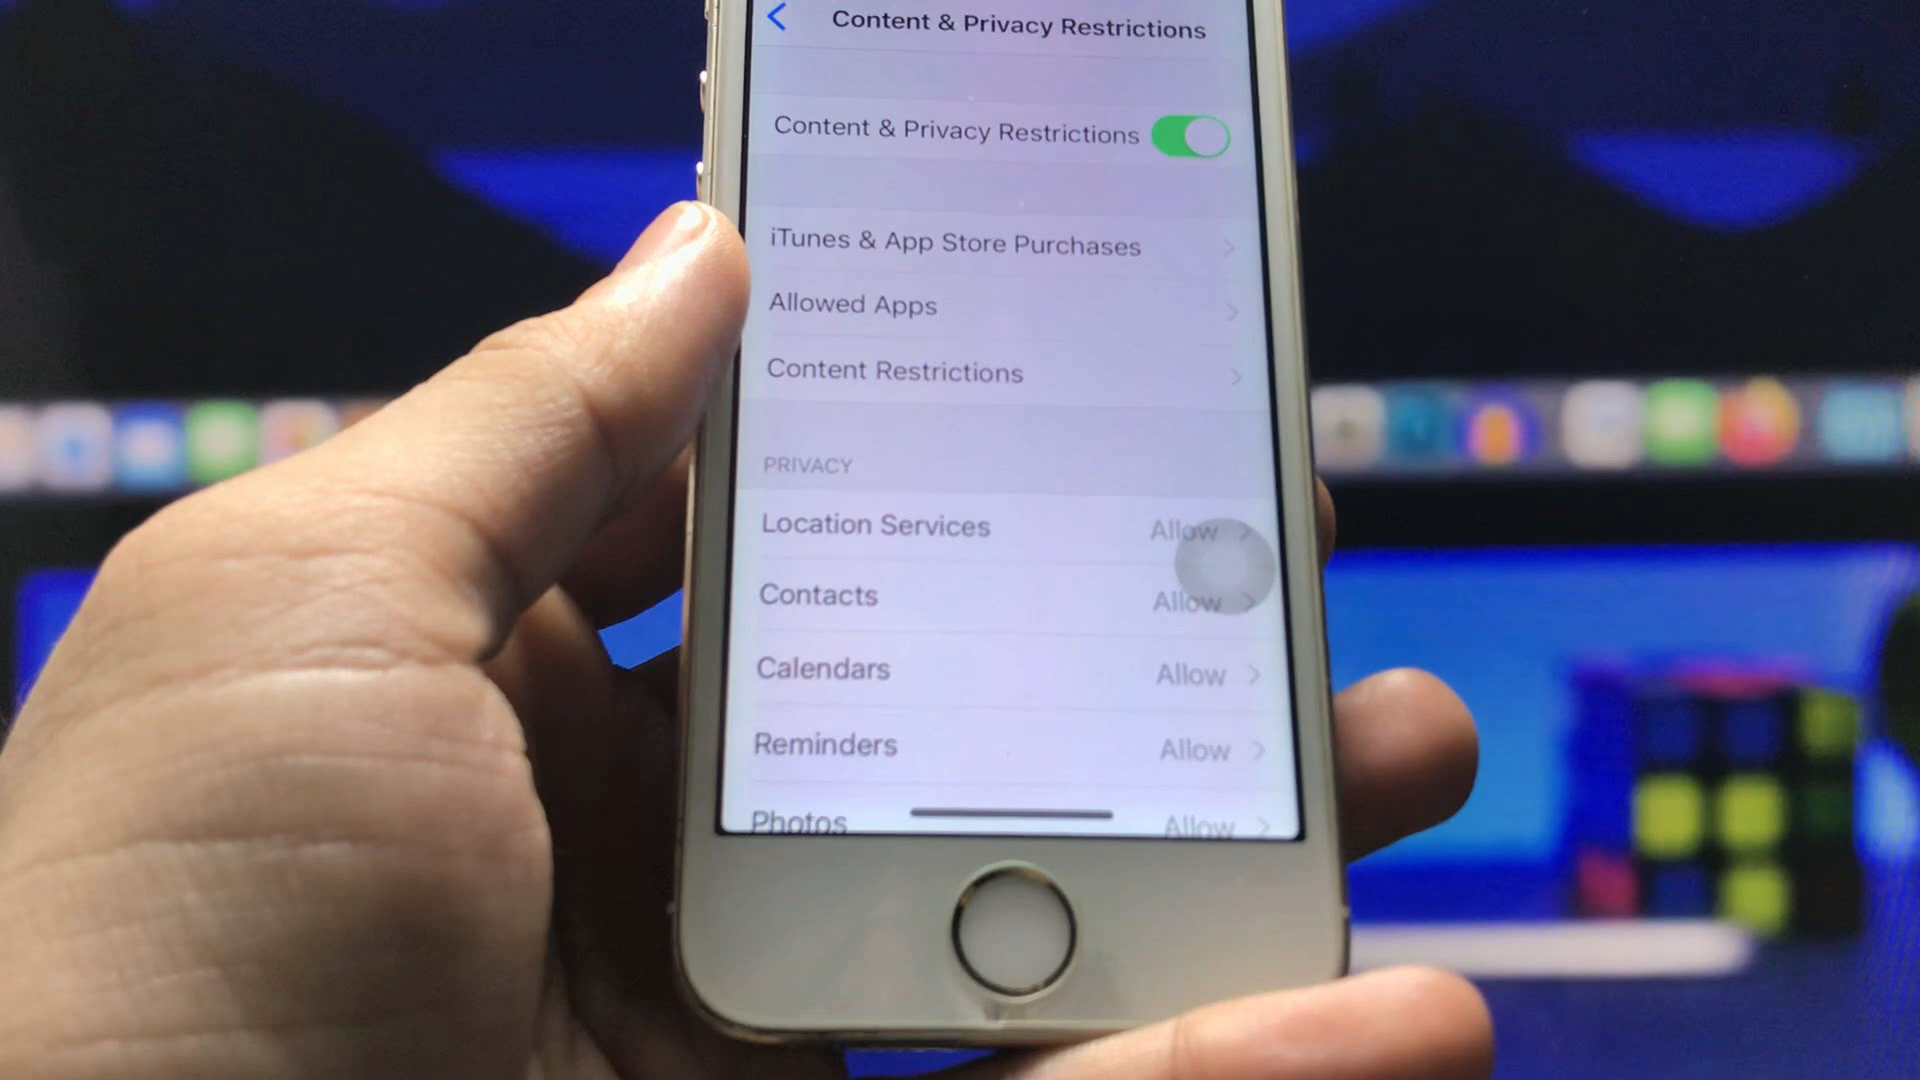 Content & Privacy Restrictions
Content & Privacy Restrictions
iTunes & App Store Purchases
Allowed Apps
Content Restrictions
PRIVACY
Location Services Allow
Contacts Allow
Calendars Allow
Reminders Allow
Photos Allow